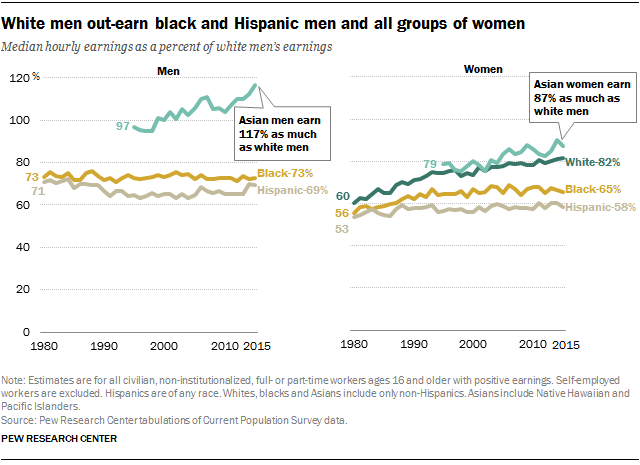 White men out-earn black and Hispanic men and all groups of women
Median hourly earnings as a percent of white men's earnings
Men
120 %
100
80
60
40
20
0
97
73
71
Asian men earn
117% as much
as white men
Black-73%
Hispanic-69%
1980
1990
2000
2010
2015
Women
Asian women earn
87% as much as
white men
79
60
56
53
White-82%
Black-65%
Hispanic-58%
1980
1990
2000
2010
2015
Note: Estimates are for all civilian, non-institutionalized, full- or part-time workers ages 16 and older with positive earnings. Self-employed
workers are excluded. Hispanics are of any race. Whites, blacks and Asians include only non-Hispanics. Asians include Native Hawaiian and
Pacific Islanders.
Source: Pew Research Center tabulations of Current Population Survey data.
PEW RESEARCH CENTER